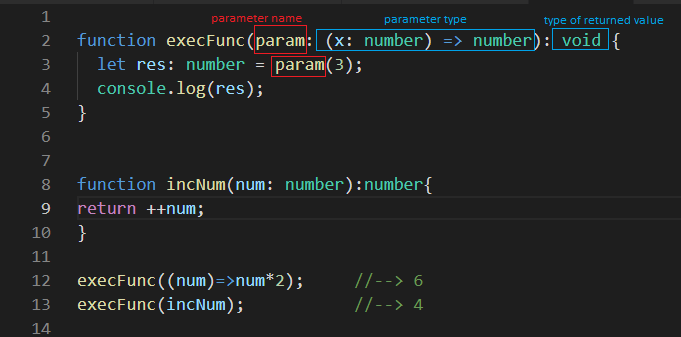 parameter name parameter type type of returned value
1
2 function execFunc(param: (x: number) => number): void {
3 let res: number = param(3);
4 console.log(res);
5 }
6
7
8 function incNum(num: number):number{
9 return ++num;
10 }
11
12 execFunc((num)=>num*2); //--> 6
13 execFunc(incNum); //--> 4
14